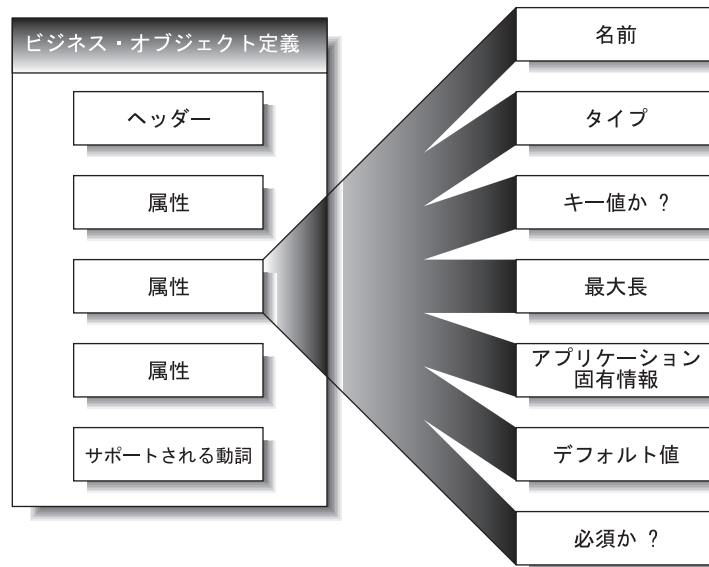 ビジネス・オブジェクト定義
ヘッダー
属性
属性
属性
サポートされる動詞
名前
タイプ
キー値か ?
最大長
アプリケーション
固有情報
デフォルト値
必須か ?